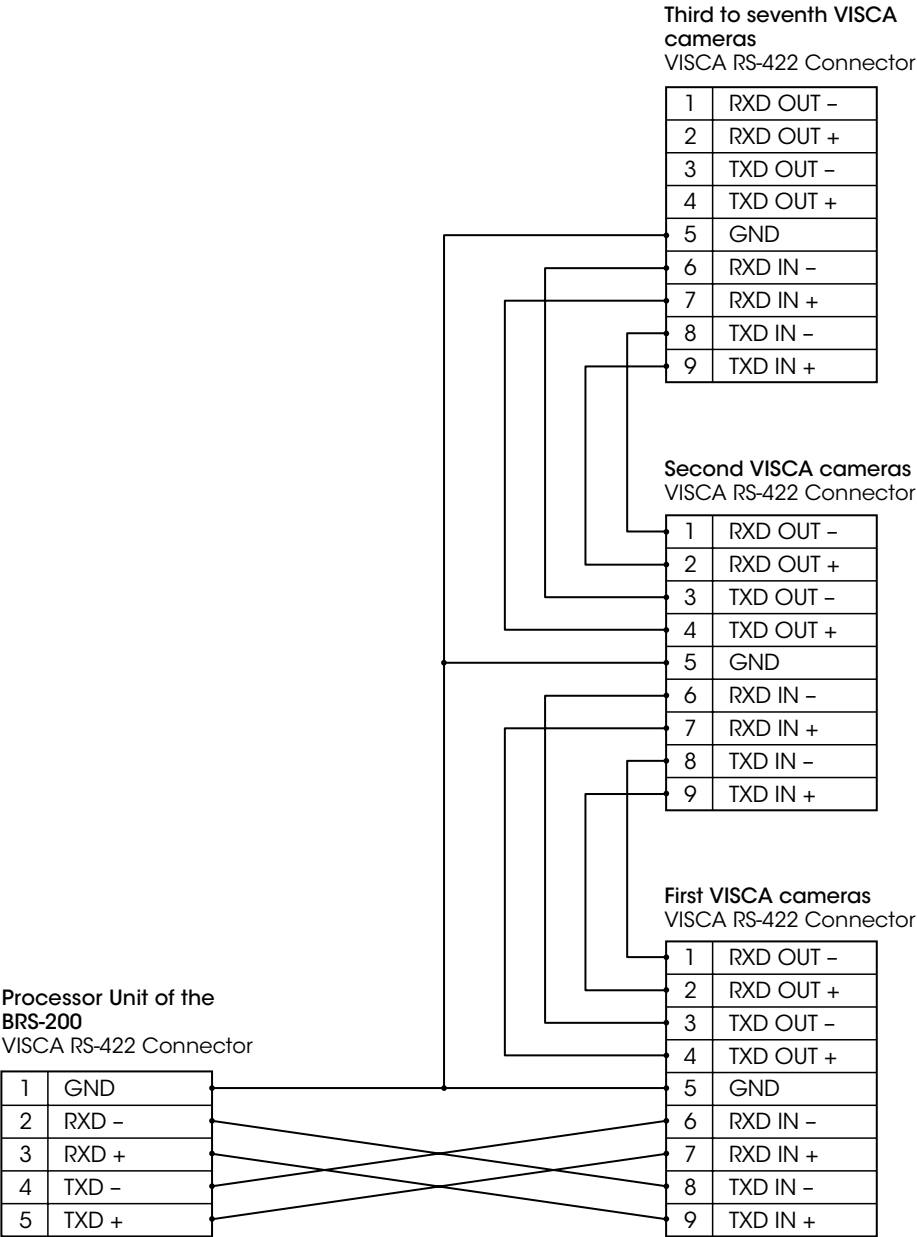 Third to seventh VISCA
cameras
VISCA RS-422 Connector
1 RXD OUT –
2 RXD OUT +
3 TXD OUT –
4 TXD OUT +
5 GND
6 RXD IN –
7 RXD IN +
8 TXD IN –
9 TXD IN +
Second VISCA cameras
VISCA RS-422 Connector
1 RXD OUT –
2 RXD OUT +
3 TXD OUT –
4 TXD OUT +
5 GND
6 RXD IN –
7 RXD IN +
8 TXD IN –
9 TXD IN +
First VISCA cameras
VISCA RS-422 Connector
1 RXD OUT –
2 RXD OUT +
3 TXD OUT –
4 TXD OUT +
5 GND
6 RXD IN –
7 RXD IN +
8 TXD IN –
9 TXD IN +
Processor Unit of the
BRS-200
VISCA RS-422 Connector
1 GND
2 RXD –
3 RXD +
4 TXD –
5 TXD +